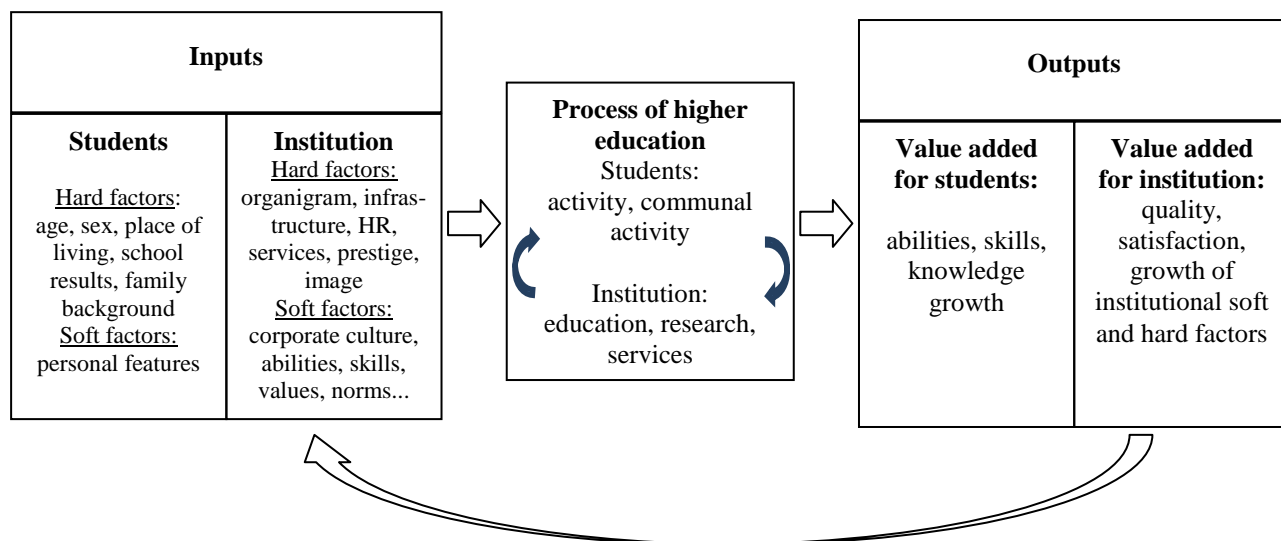 Inputs
Students
Hard factors:
age, sex, place of
living, school
results, family
background
Soft factors:
personal features
Institution
Hard factors:
organigram, infras-
tructure, HR,
services, prestige,
image
Soft factors:
corporate culture,
abilities, skills,
values, norms...
Process of higher
education
Students:
activity, communal
activity
Institution:
education, research,
services
Outputs
Value added
for students:
abilities, skills,
knowledge
growth
Value added
for institution:
quality,
satisfaction,
growth of
institutional soft
and hard factors